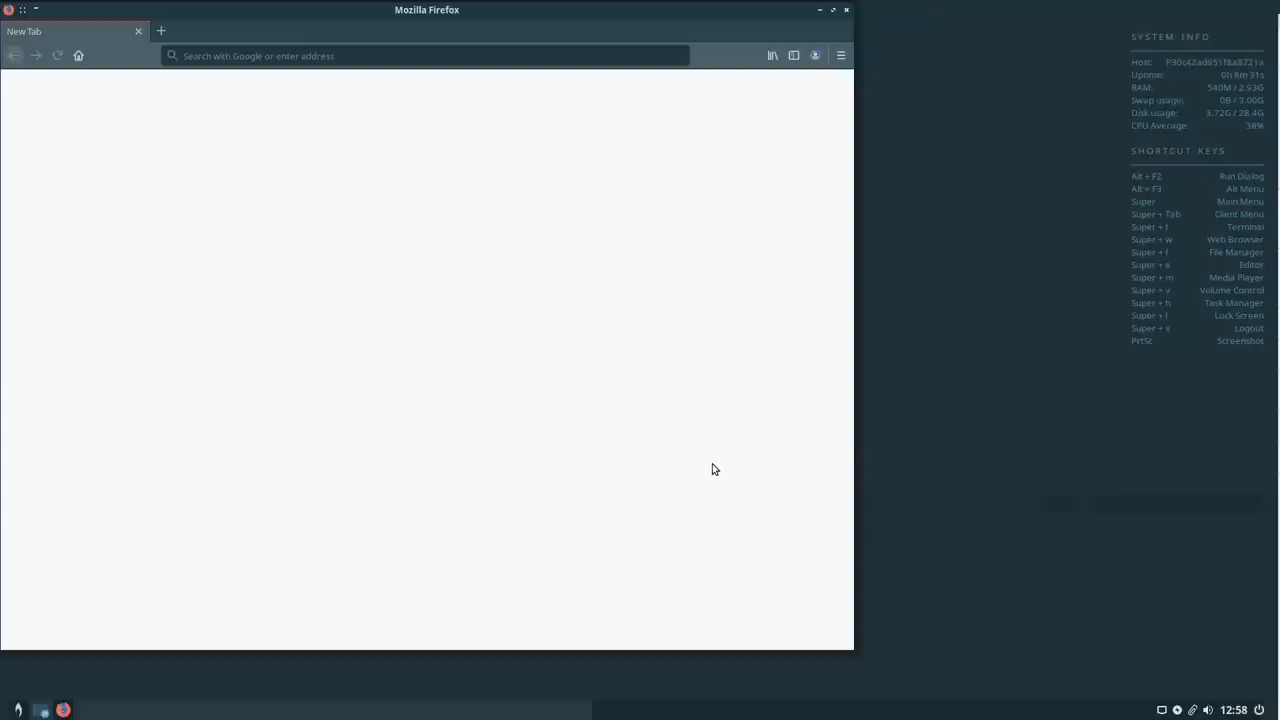 Mozilla Firefox
New Tab
Search with Google or enter address
SYSTEM INFO
Host: P30c42ad951f8a8721a
Uptime: 0h 8m 31s
RAM: 540M / 2.93G
Swap usage: 0B / 3.00G
Disk usage: 3.72G / 28.4G
CPU Average: 38%
SHORTCUT KEYS
Alt + F2 Run Dialog
Alt + F3 Alt Menu
Super Main Menu
Super + Tab Client Menu
Super + t Terminal
Super + w Web Browser
Super + f File Manager
Super + e Editor
Super + m Media Player
Super + v Volume Control
Super + h Task Manager
Super + l Lock Screen
Super + x Logout
PrtSc Screenshot
12:58